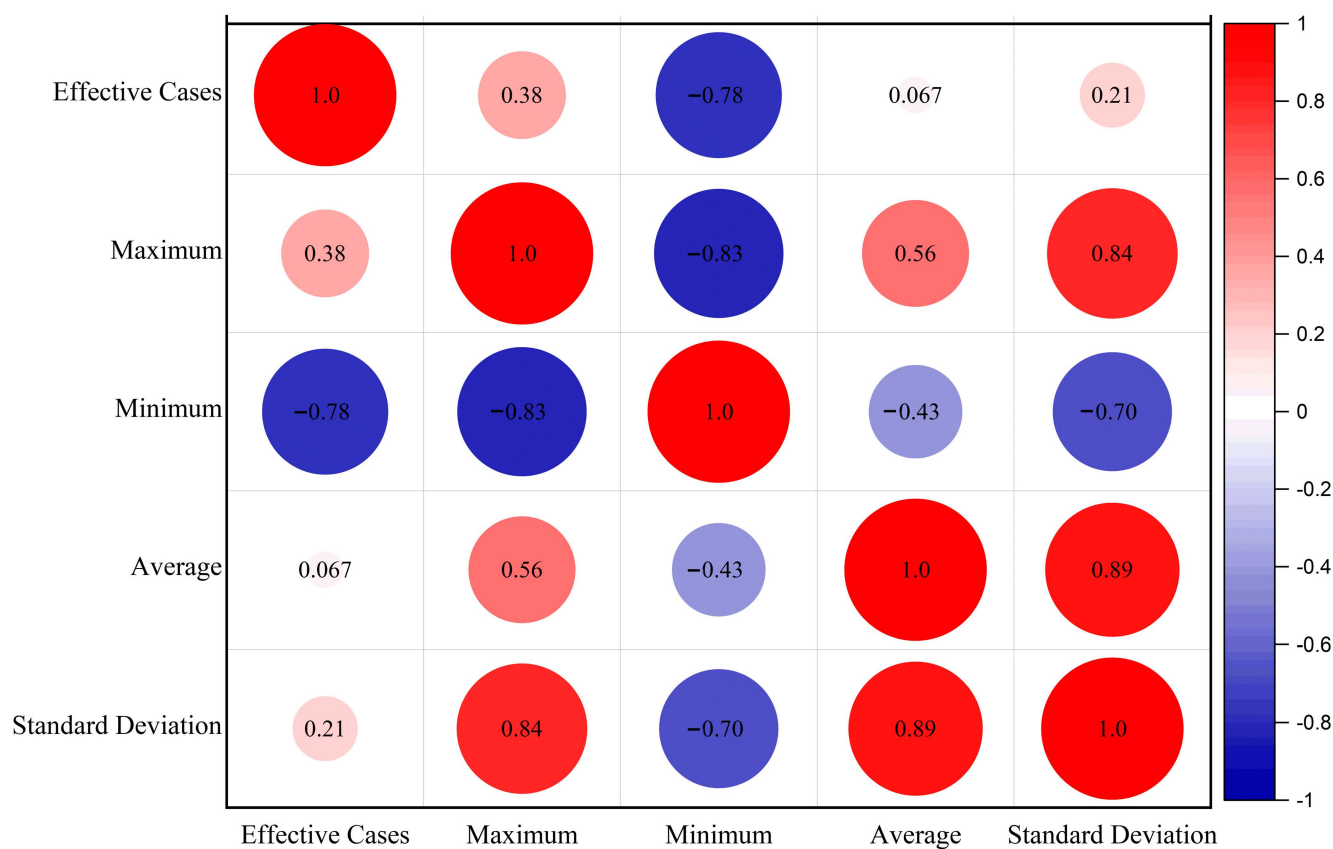 Effective Cases 1.0 0.38 −0.78 0.067 0.21
Maximum 0.38 1.0 −0.83 0.56 0.84
Minimum −0.78 −0.83 1.0 −0.43 −0.70
Average 0.067 0.56 −0.43 1.0 0.89
Standard Deviation 0.21 0.84 −0.70 0.89 1.0
Effective Cases Maximum Minimum Average Standard Deviation
1
0.8
0.6
0.4
0.2
0
-0.2
-0.4
-0.6
-0.8
-1